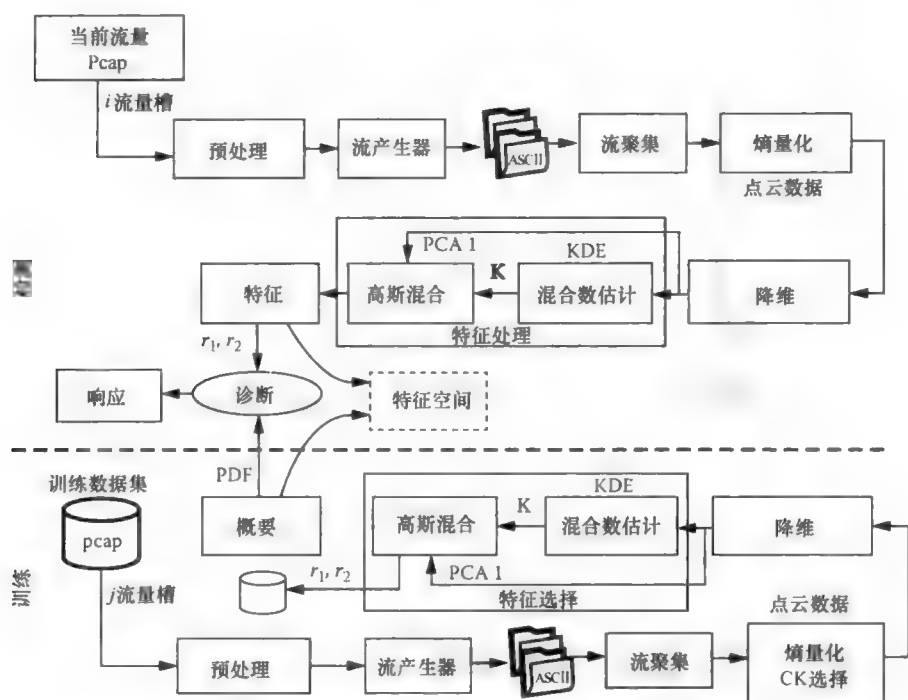 当前流量
Pcap
i流量槽
预处理
流产生器
ASCII
流聚集
熵量化
点云数据
PCA 1
KDE
特征
高斯混合
K
混合数估计
降维
特征处理
r₁, r₂
响应
诊断
特征空间
训练数据集
PDF
KDE
pcap
概要
高斯混合
K
混合数估计
降维
r₁, r₂
PCA 1
训练
j流量槽
特征选择
点云数据
预处理
流产生器
ASCII
流聚集
熵量化
CK选择